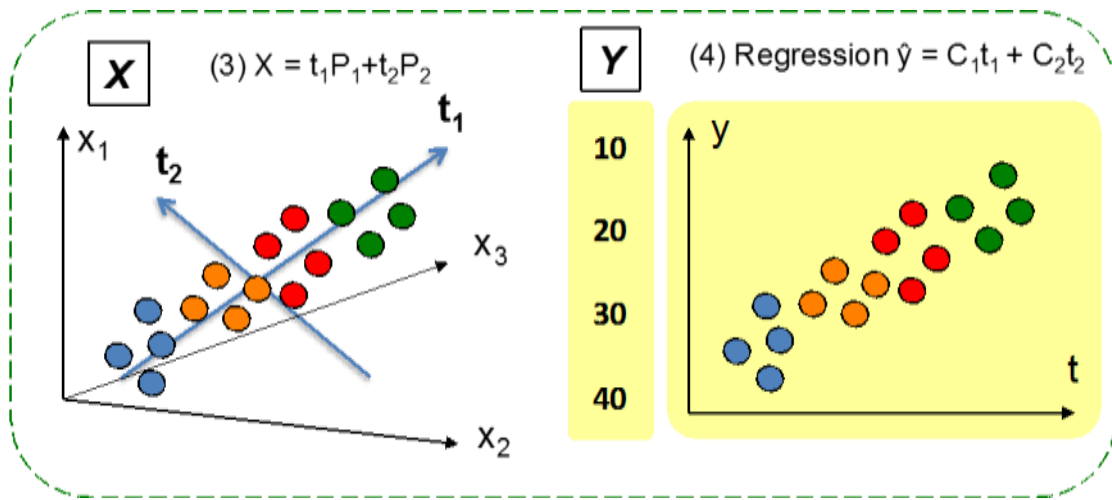 X
(3) X = t₁P₁+t₂P₂
x₁
t₂
t₁
x₃
x₂
Y
(4) Regression ŷ = C₁t₁ + C₂t₂
10
20
30
40
y
t